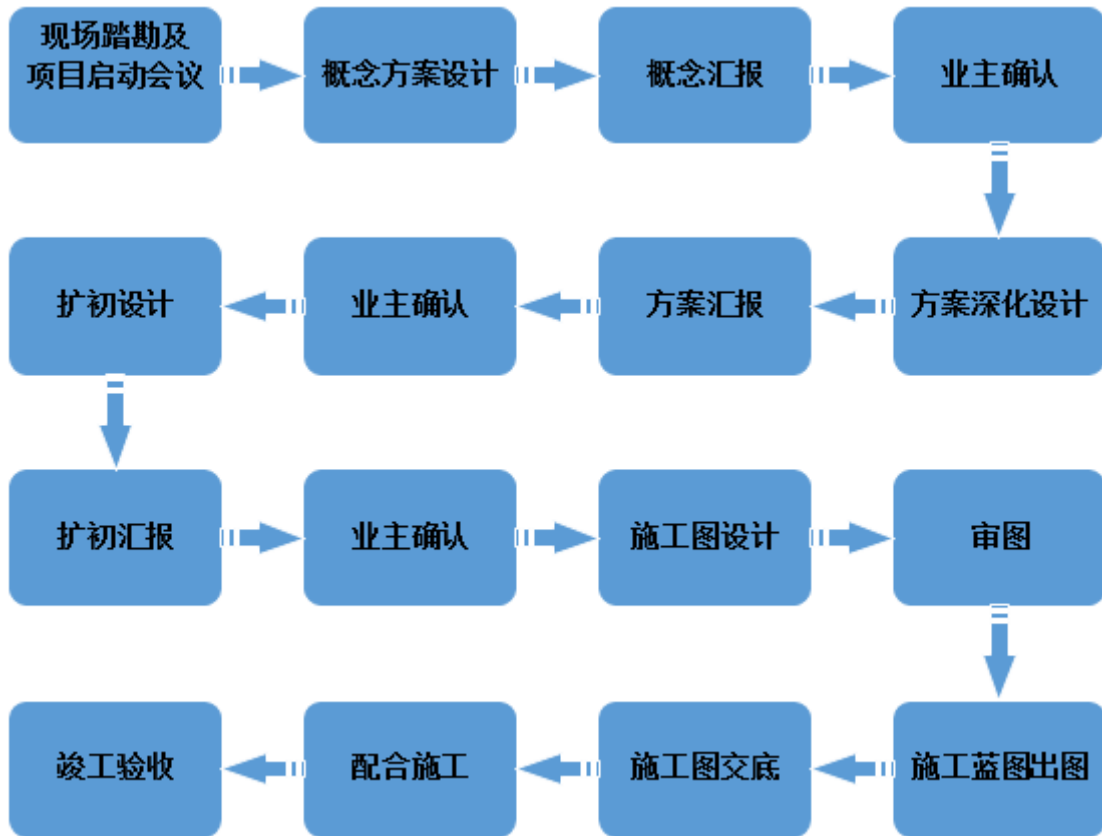 现场踏勘及
项目启动会议
概念方案设计
概念汇报
业主确认
方案深化设计
方案汇报
业主确认
扩初设计
扩初汇报
业主确认
施工图设计
审图
施工蓝图出图
施工图交底
配合施工
竣工验收